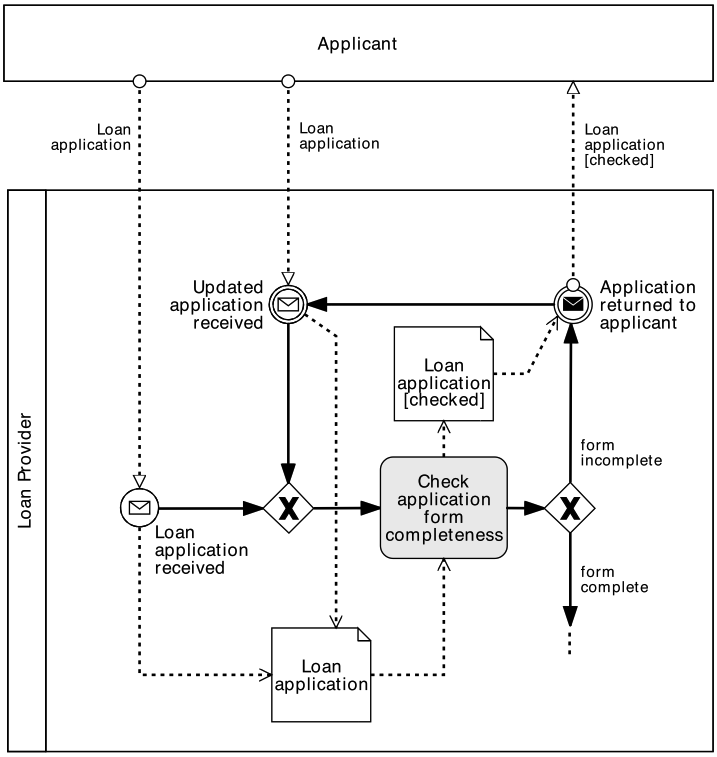 Applicant
Loan
application
Loan
application
Loan
application
[checked]
Updated
application
received
Application
returned to
applicant
Loan
application
[checked]
form
incomplete
Loan Provider
Check
application
form
completeness
X
X
Loan
application
received
form
complete
Loan
application